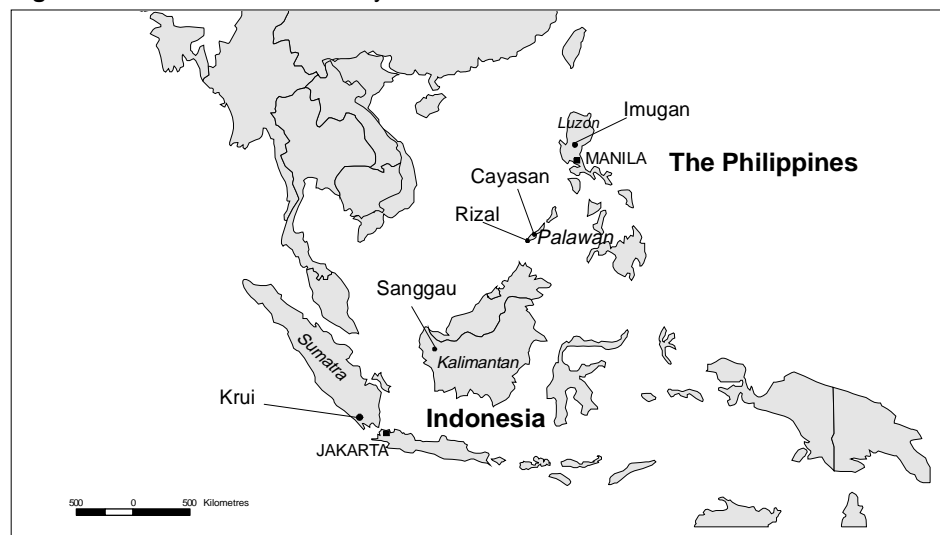 Imugan
Luzon
MANILA
The Philippines
Cayasan
Rizal
Palawan
Sanggau
Sumatra
Kalimantan
Krui
Indonesia
JAKARTA
500 0 500 Kilometres